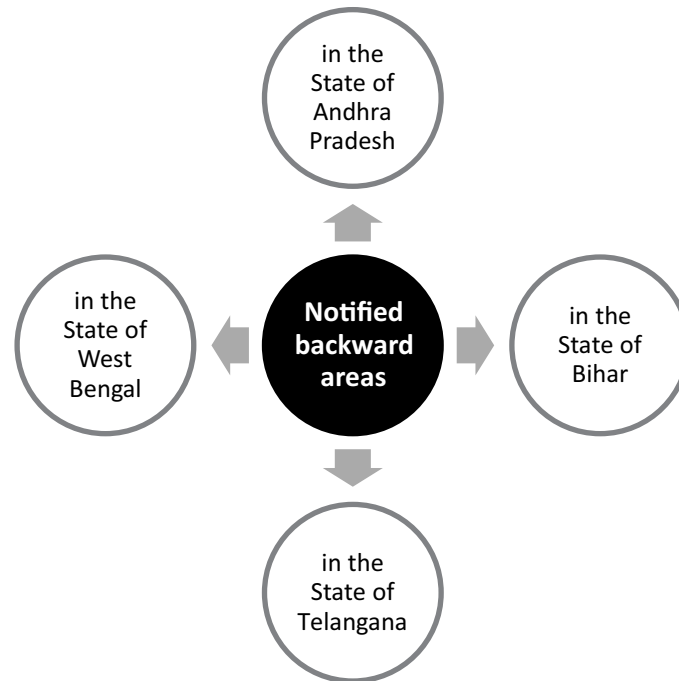 in the
State of
Andhra
Pradesh
in the
State of
West
Bengal
Notified
backward
areas
in the
State of
Bihar
in the
State of
Telangana